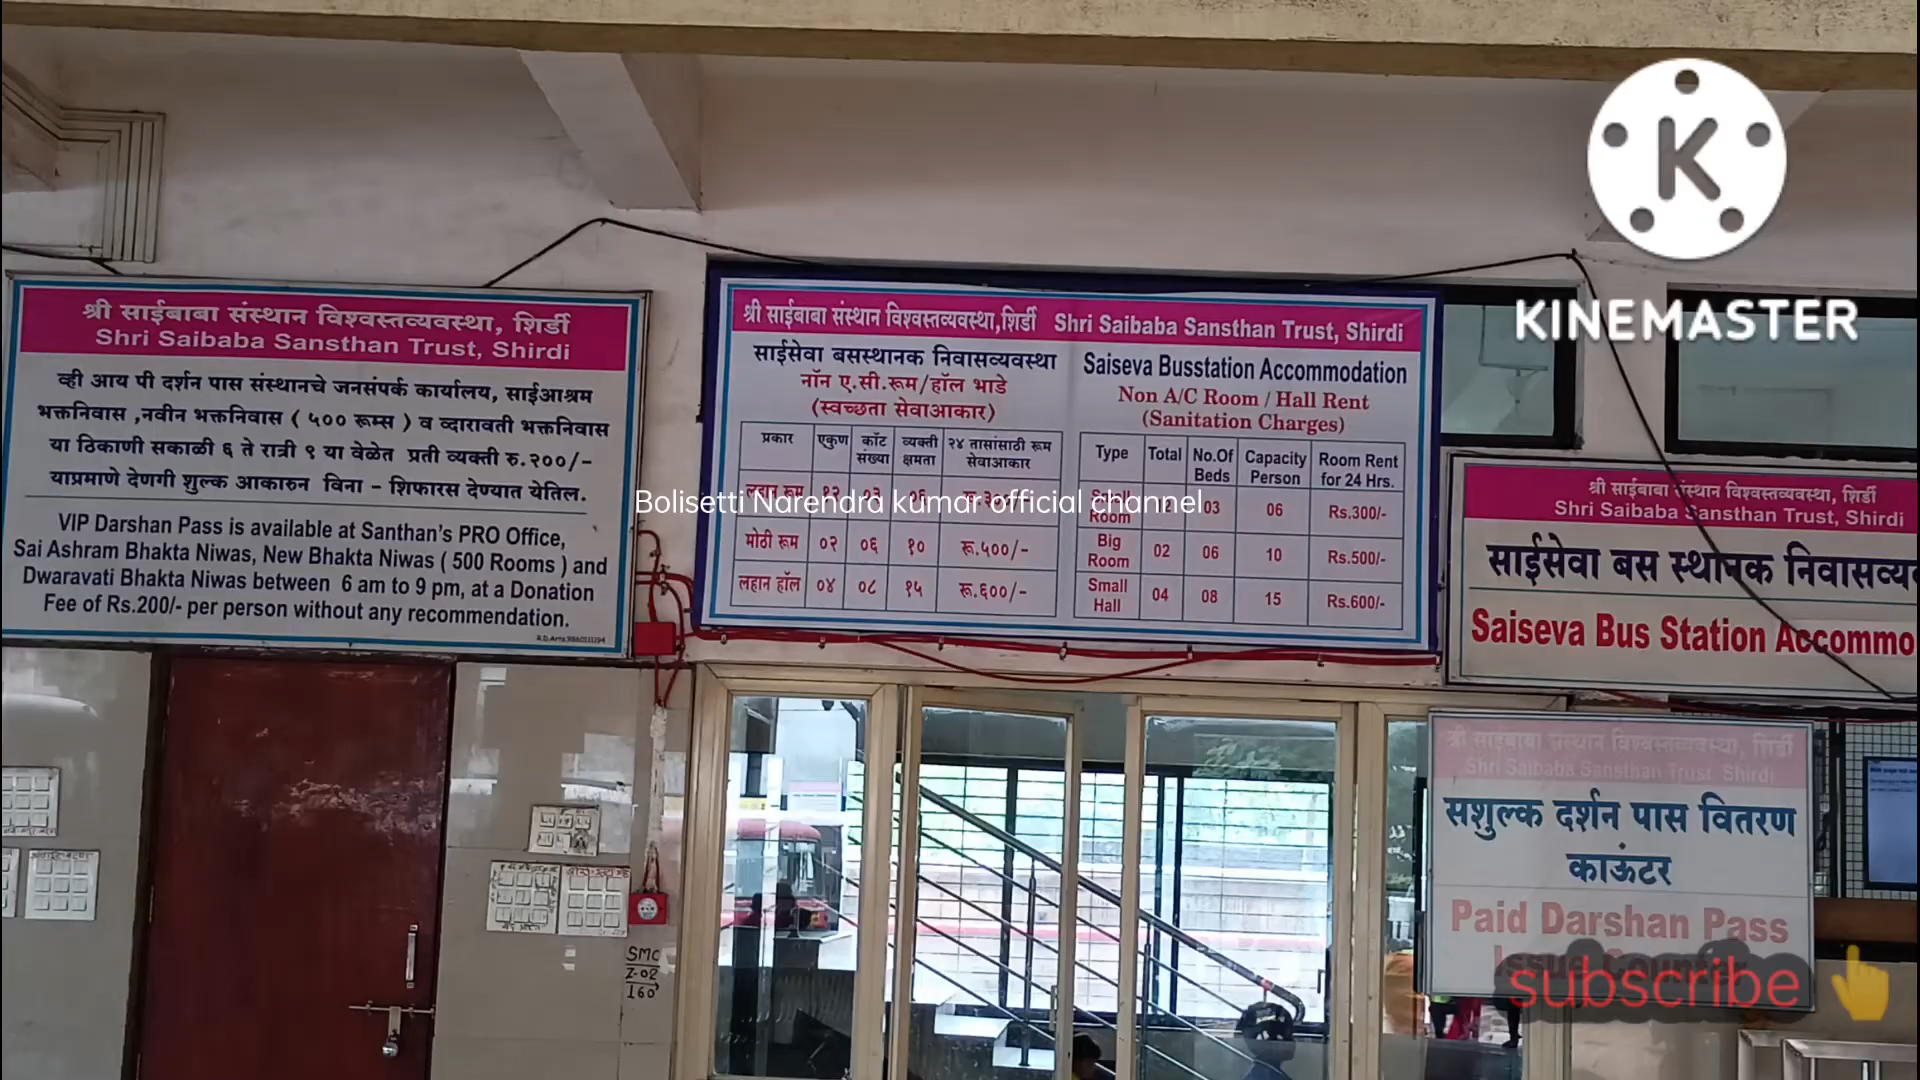 KINEMASTER
श्री साईबाबा संस्थान विश्वस्तव्यवस्था, शिर्डी
Shri Saibaba Sansthan Trust, Shirdi
व्ही आय पी दर्शन पास संस्थानचे जनसंपर्क कार्यालय, साईआश्रम
भक्तनिवास ,नवीन भक्तनिवास ( ५०० रूम्स ) व व्दारावती भक्तनिवास
या ठिकाणी सकाळी ६ ते रात्री ९ या वेळेत प्रती व्यक्ती रु.२००/-
याप्रमाणे देणगी शुल्क आकारुन विना - शिफारस देण्यात येतिल.
VIP Darshan Pass is available at Santhan's PRO Office,
Sai Ashram Bhakta Niwas, New Bhakta Niwas ( 500 Rooms ) and
Dwaravati Bhakta Niwas between 6 am to 9 pm, at a Donation
Fee of Rs.200/- per person without any recommendation.
श्री साईबाबा संस्थान विश्वस्तव्यवस्था,शिर्डी Shri Saibaba Sansthan Trust, Shirdi
साईसेवा बसस्थानक निवासव्यवस्था
नॉन ए.सी.रूम/हॉल भाडे
(स्वच्छता सेवाआकार)
प्रकार एकुण कॉट संख्या व्यक्ती क्षमता २४ तासांसाठी रूम सेवाआकार
लहान रूम १२ ०३ ०६ रू.३००/-
मोठी रूम ०२ ०६ १० रू.५००/-
लहान हॉल ०४ ०८ १५ रू.६००/-
Saiseva Busstation Accommodation
Non A/C Room / Hall Rent
(Sanitation Charges)
Type Total No.Of Beds Capacity Person Room Rent for 24 Hrs.
Small Room 12 03 06 Rs.300/-
Big Room 02 06 10 Rs.500/-
Small Hall 04 08 15 Rs.600/-
Bolisetti Narendra kumar official channel
श्री साईबाबा संस्थान विश्वस्तव्यवस्था, शिर्डी
Shri Saibaba Sansthan Trust, Shirdi
साईसेवा बस स्थानक निवासव्यव
Saiseva Bus Station Accommo
श्री साईबाबा संस्थान विश्वस्तव्यवस्था, शिर्डी
Shri Saibaba Sansthan Trust, Shirdi
सशुल्क दर्शन पास वितरण
काऊंटर
Paid Darshan Pass
Issue Counter
subscribe
SMC
Z-02
160